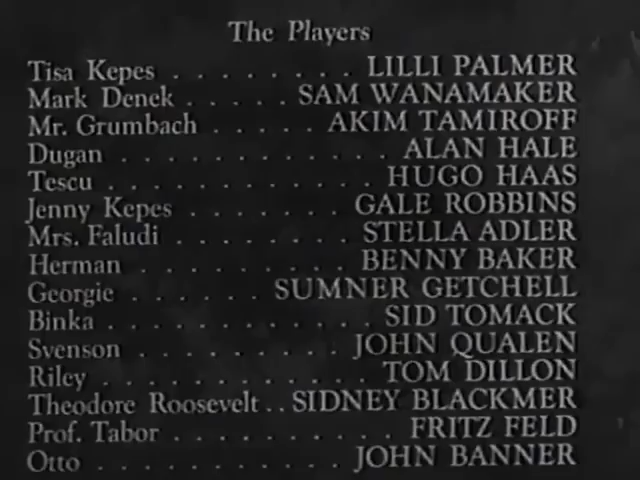 The Players
Tisa Kepes . . . . . . . . . LILLI PALMER
Mark Denek . . . . . SAM WANAMAKER
Mr. Grumbach . . . . . AKIM TAMIROFF
Dugan . . . . . . . . . . . . ALAN HALE
Tescu . . . . . . . . . . . . HUGO HAAS
Jenny Kepes . . . . . . . GALE ROBBINS
Mrs. Faludi . . . . . . . STELLA ADLER
Herman . . . . . . . . . BENNY BAKER
Georgie . . . . . . SUMNER GETCHELL
Binka . . . . . . . . . . . . SID TOMACK
Svenson . . . . . . . . . JOHN QUALEN
Riley . . . . . . . . . . . . TOM DILLON
Theodore Roosevelt . . SIDNEY BLACKMER
Prof. Tabor . . . . . . . . . . FRITZ FELD
Otto . . . . . . . . . . . JOHN BANNER